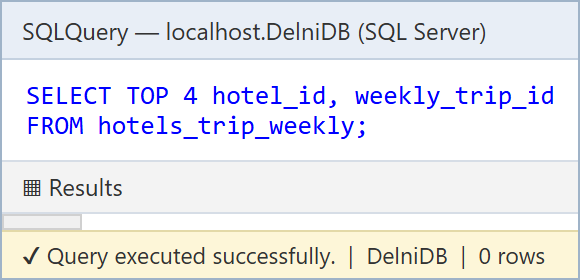 SQLQuery — localhost.DelniDB (SQL Server)
SELECT TOP 4 hotel_id, weekly_trip_id
FROM hotels_trip_weekly;
▦ Results
✔ Query executed successfully. | DelniDB | 0 rows